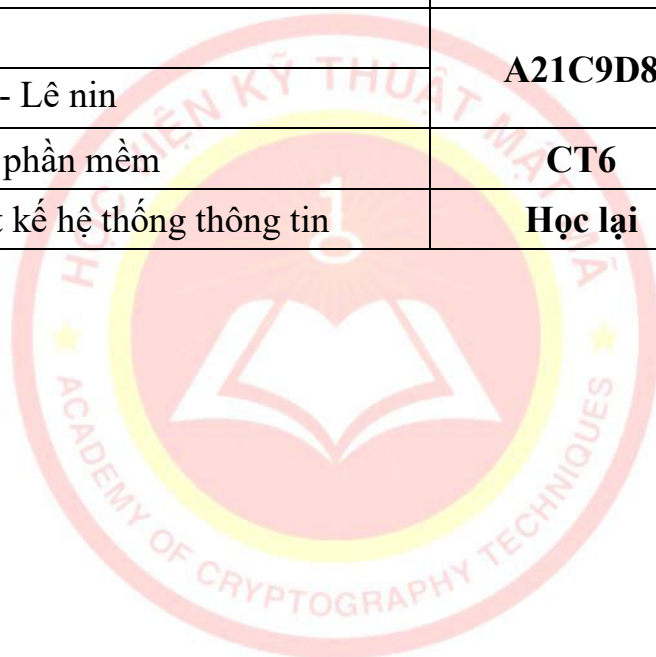 A21C9D8
- Lê nin
phần mềm CT6
kế hệ thống thông tin Học lại
HỌC VIỆN KỸ THUẬT MẬT MÃ
ACADEMY OF CRYPTOGRAPHY TECHNIQUES